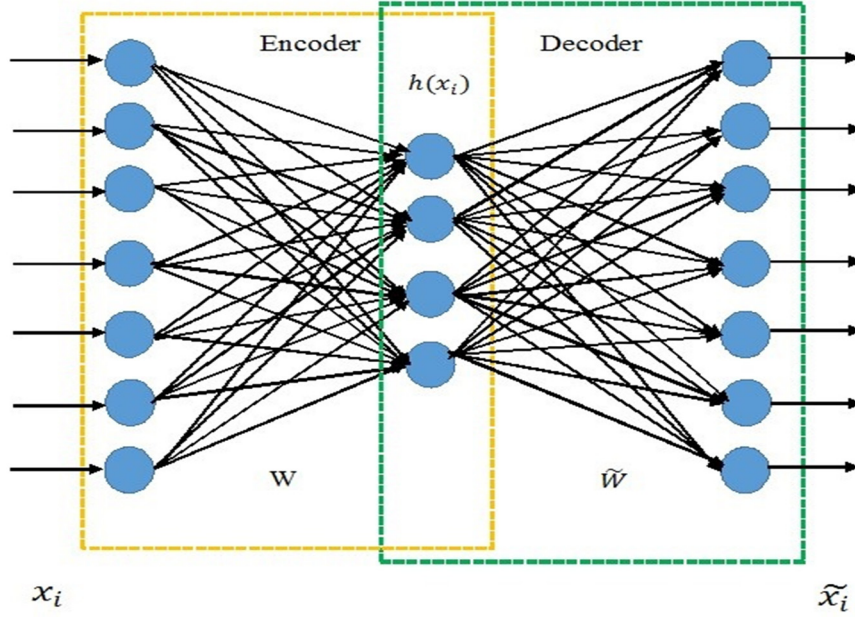 Encoder
Decoder
h(xᵢ)
W
W̃
xᵢ
x̃ᵢ